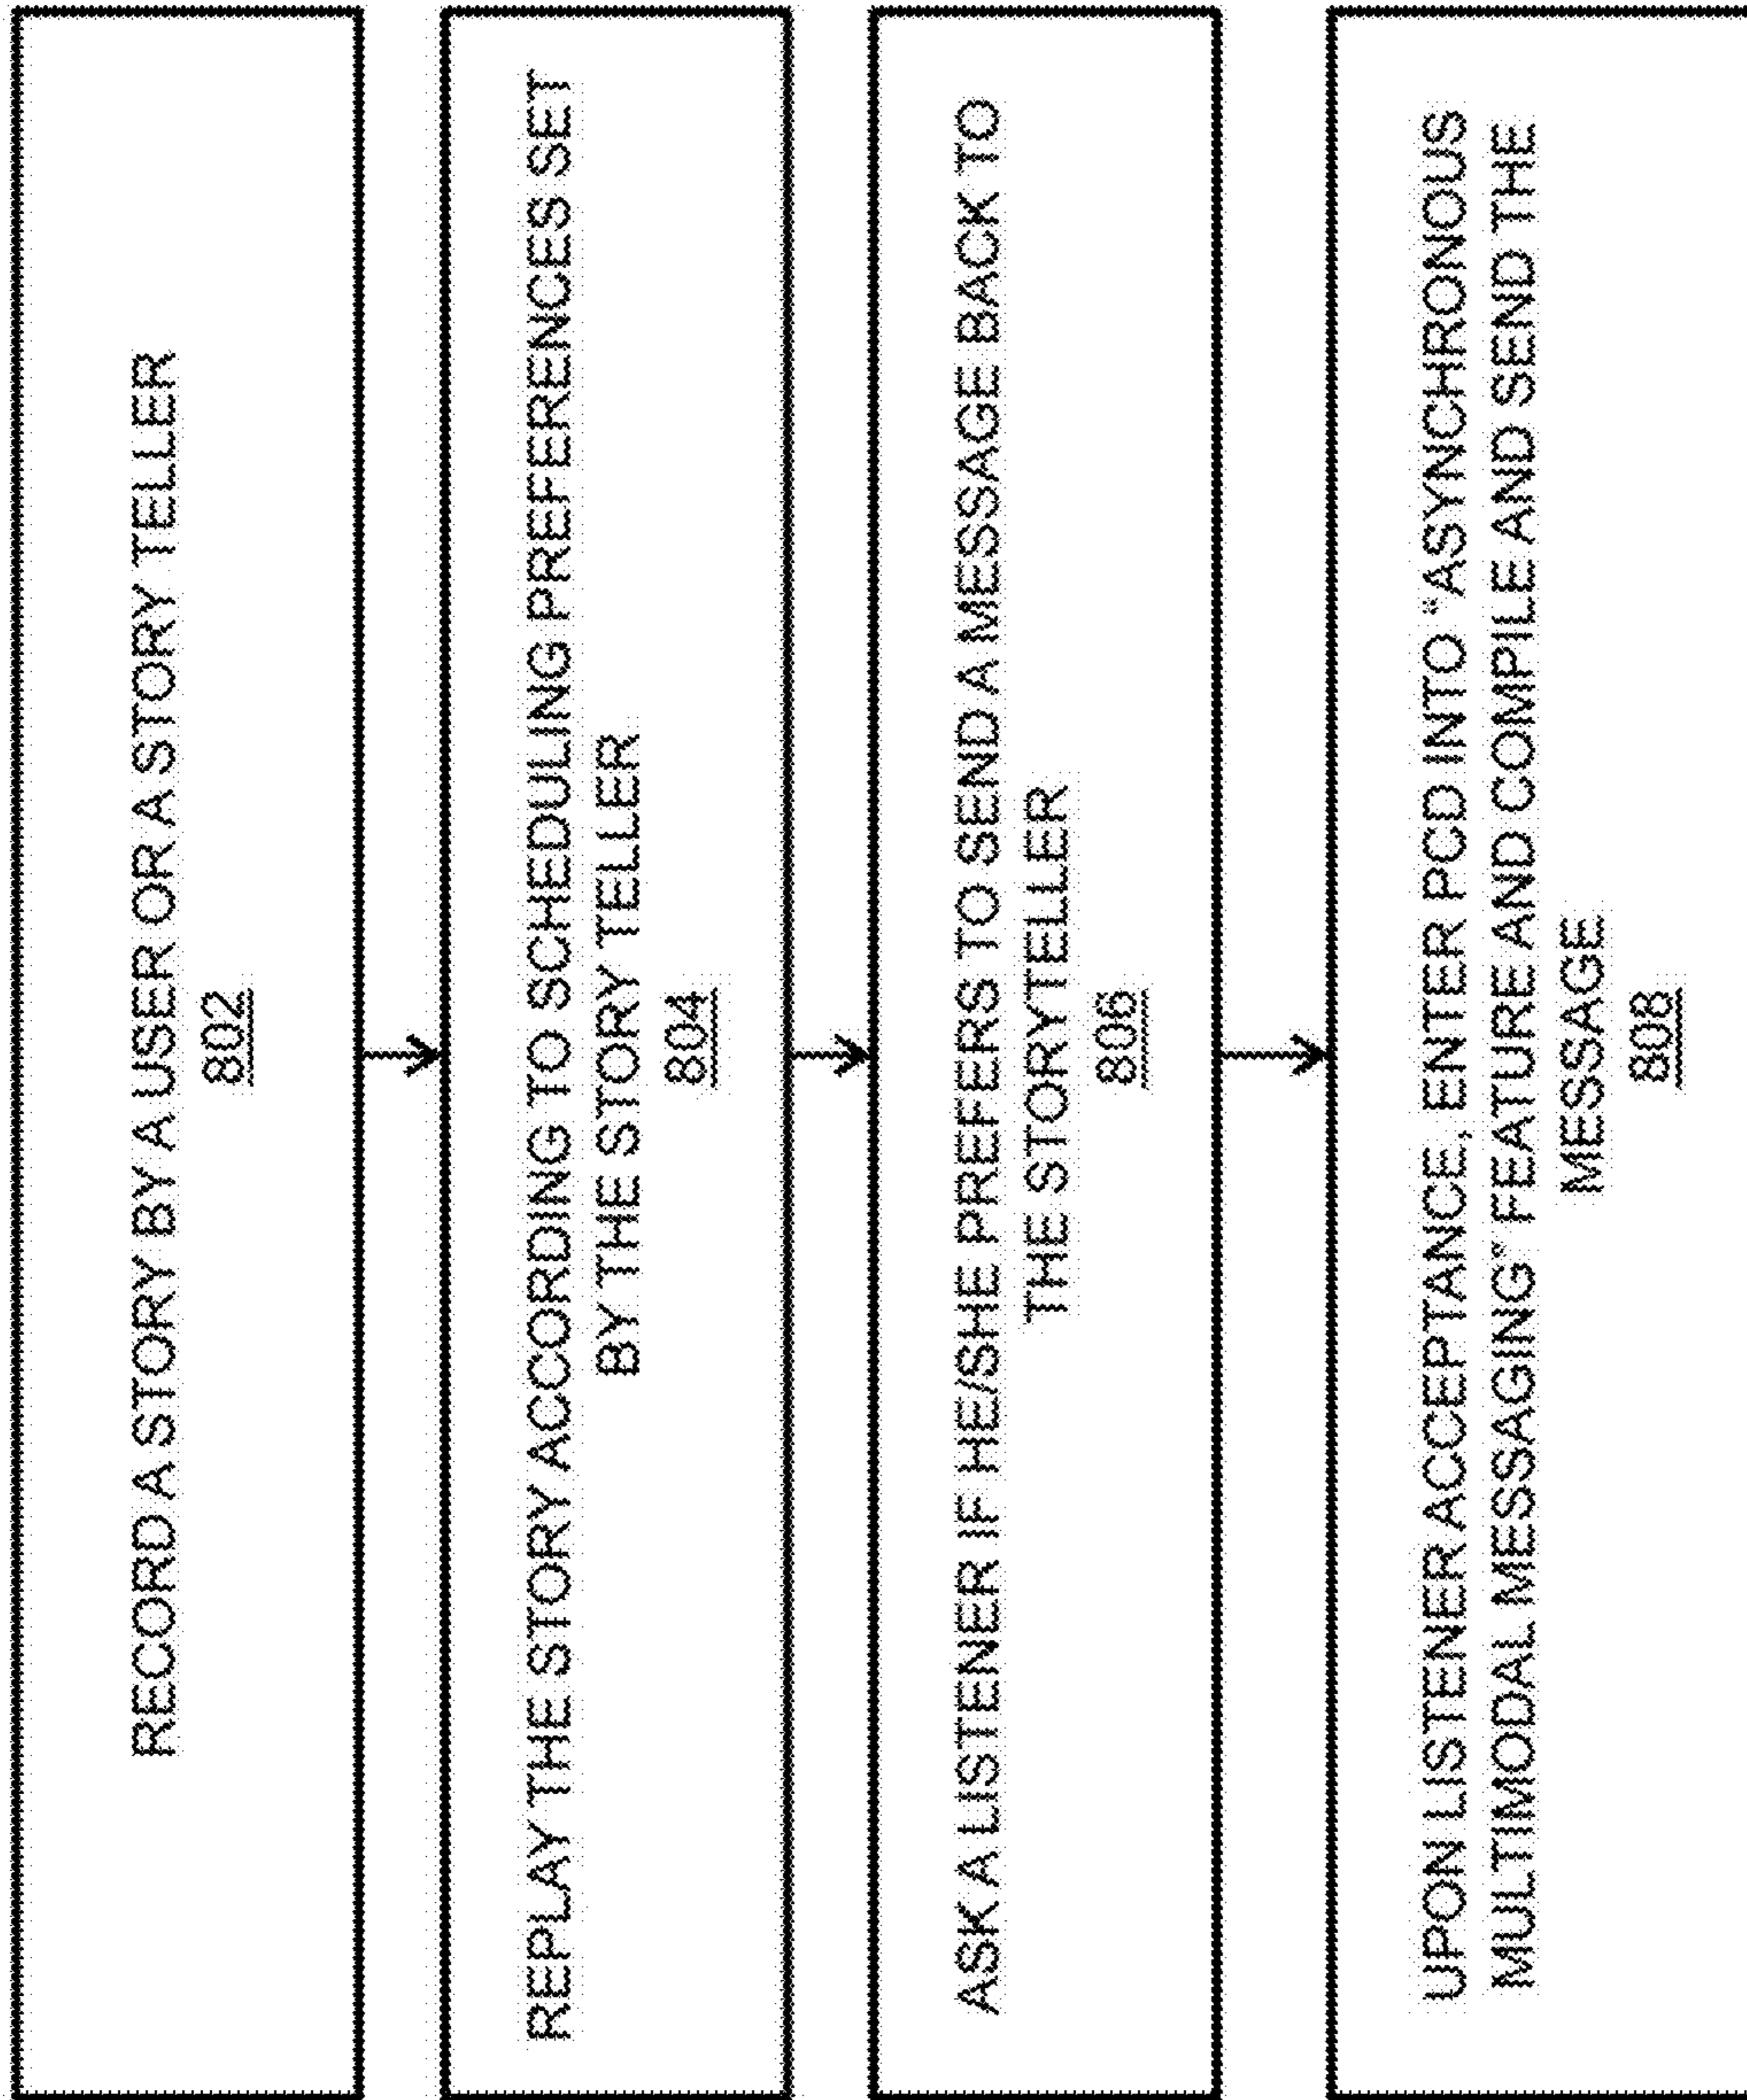 RECORD A STORY BY A USER OR A STORY TELLER
802
REPLAY THE STORY ACCORDING TO SCHEDULING PREFERENCES SET
BY THE STORY TELLER
804
ASK A LISTENER IF HE/SHE PREFERS TO SEND A MESSAGE BACK TO
THE STORYTELLER
806
UPON LISTENER ACCEPTANCE, ENTER PCD INTO "ASYNCHRONOUS
MULTIMODAL MESSAGING" FEATURE AND COMPILE AND SEND THE
MESSAGE
808